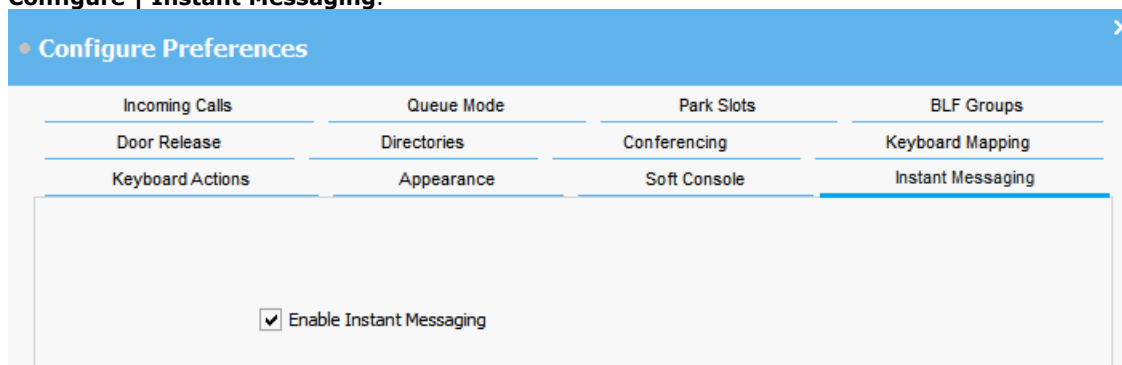 Configure | Instant Messaging.
Configure Preferences
Incoming Calls Queue Mode Park Slots BLF Groups
Door Release Directories Conferencing Keyboard Mapping
Keyboard Actions Appearance Soft Console Instant Messaging
Enable Instant Messaging